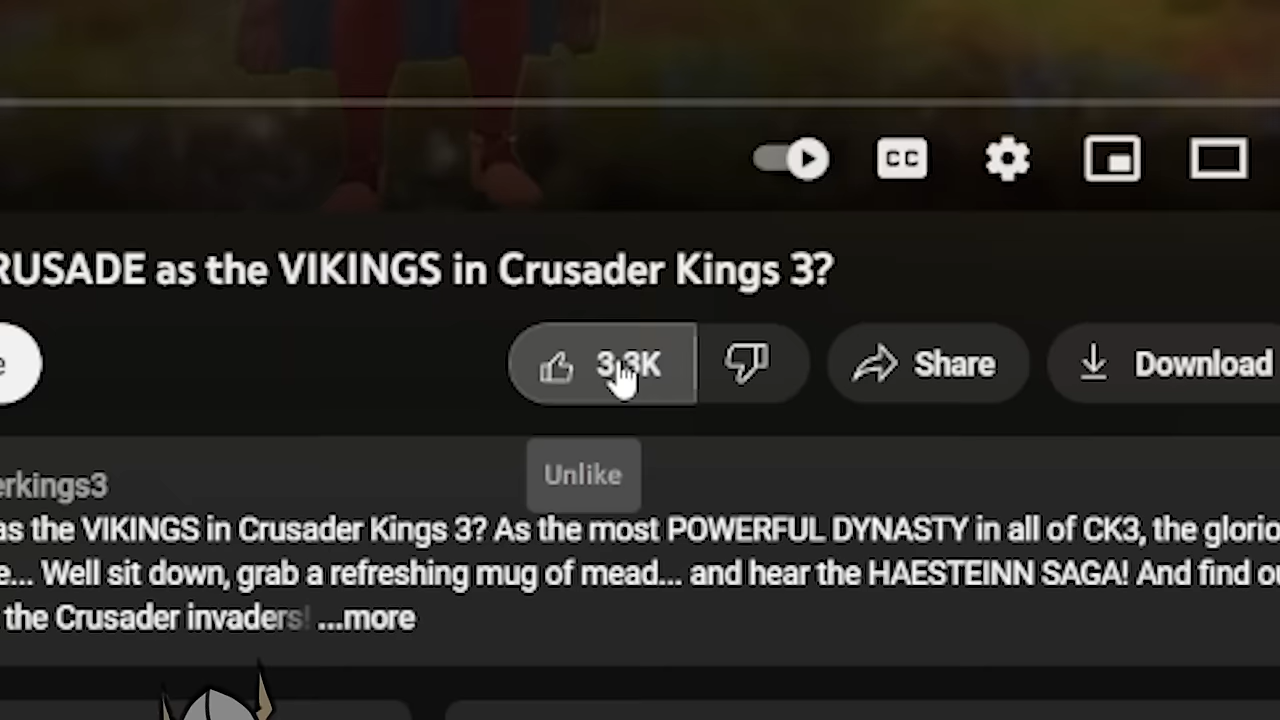 CC
RUSADE as the VIKINGS in Crusader Kings 3?
e
3.3K
Share
Download
Unlike
erkings3
as the VIKINGS in Crusader Kings 3? As the most POWERFUL DYNASTY in all of CK3, the glorio
e... Well sit down, grab a refreshing mug of mead... and hear the HAESTEINN SAGA! And find ou
the Crusader invaders! ...more